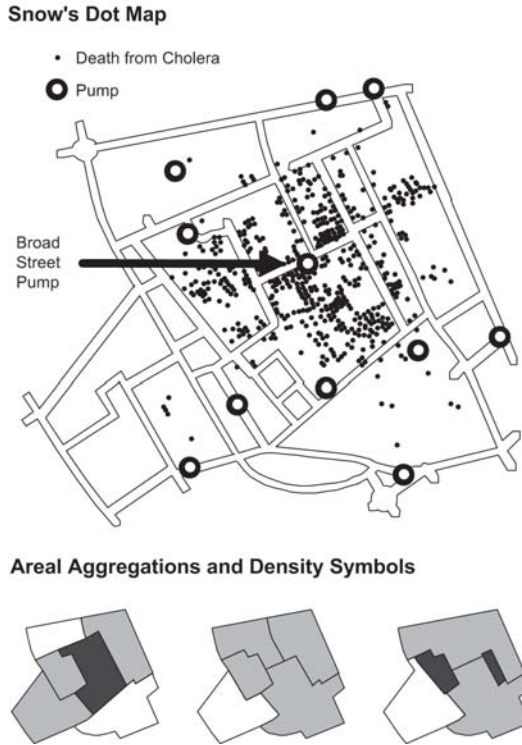 Snow's Dot Map
Death from Cholera
Pump
Broad
Street
Pump
Areal Aggregations and Density Symbols